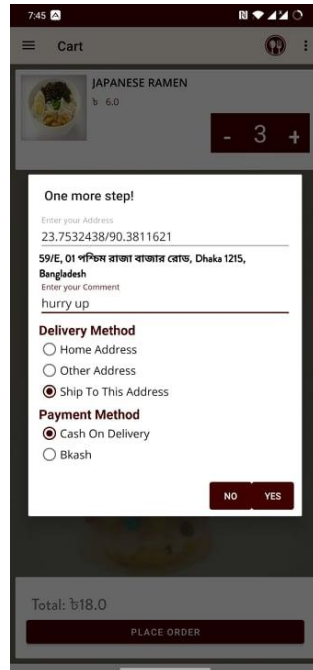 7:45
Cart
JAPANESE RAMEN
৳ 6.0
- 3 +
One more step!
Enter your Address
23.7532438/90.3811621
59/E, 01 পশ্চিম রাজা বাজার রোড, Dhaka 1215,
Bangladesh
Enter your Comment
hurry up
Delivery Method
Home Address
Other Address
Ship To This Address
Payment Method
Cash On Delivery
Bkash
NO YES
Total: ৳18.0
PLACE ORDER